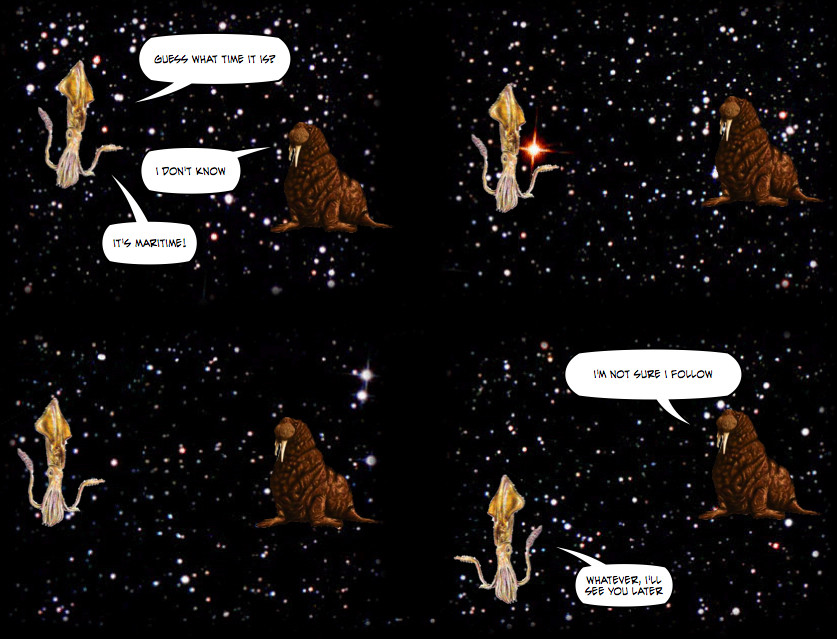 GUESS WHAT TIME IT IS?
I DON'T KNOW
IT'S MARITIME!
I'M NOT SURE I FOLLOW
WHATEVER, I'LL
SEE YOU LATER